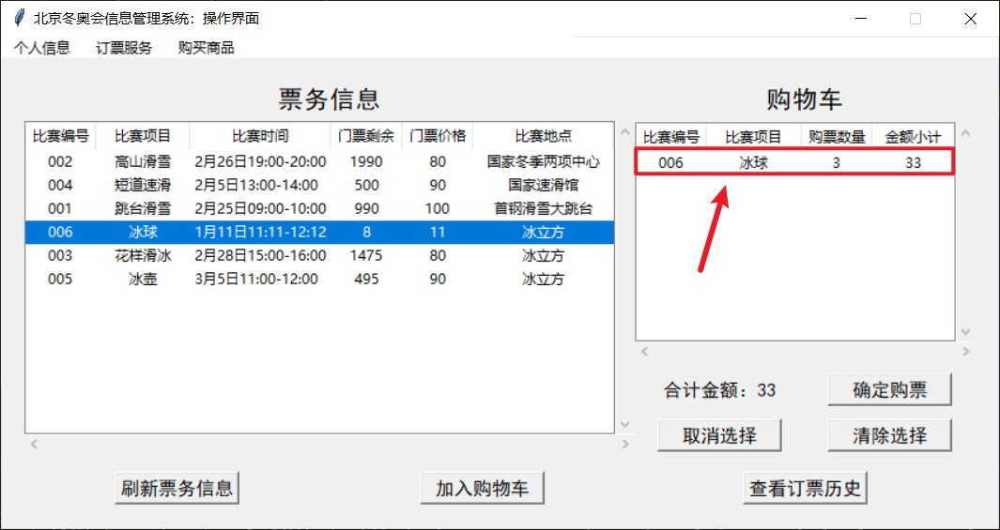 北京冬奥会信息管理系统：操作界面
个人信息 订票服务 购买商品
票务信息
比赛编号 比赛项目 比赛时间 门票剩余 门票价格 比赛地点
002 高山滑雪 2月26日19:00-20:00 1990 80 国家冬季两项中心
004 短道速滑 2月5日13:00-14:00 500 90 国家速滑馆
001 跳台滑雪 2月25日09:00-10:00 990 100 首钢滑雪大跳台
006 冰球 1月11日11:11-12:12 8 11 冰立方
003 花样滑冰 2月28日15:00-16:00 1475 80 冰立方
005 冰壶 3月5日11:00-12:00 495 90 冰立方
购物车
比赛编号 比赛项目 购票数量 金额小计
006 冰球 3 33
合计金额：33 确定购票
取消选择 清除选择
刷新票务信息 加入购物车 查看订票历史